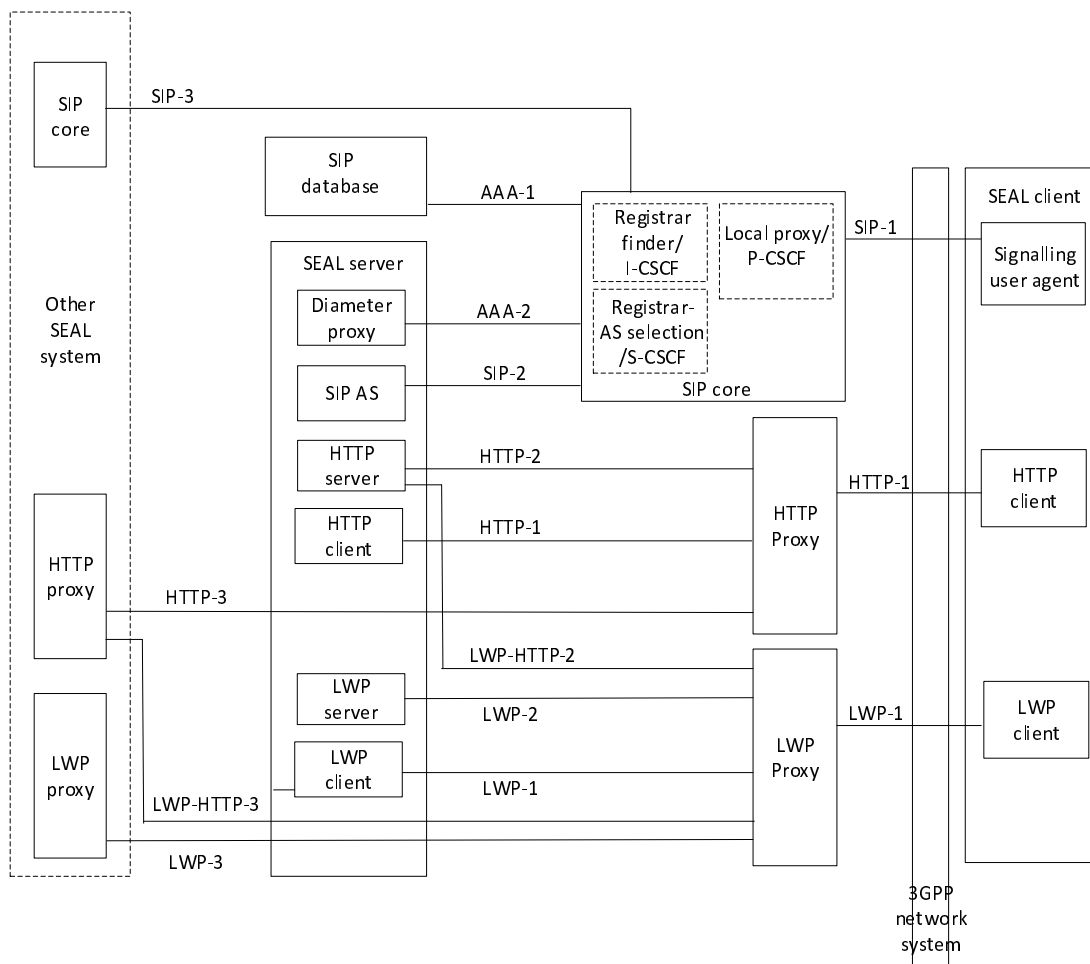 SIP
core
Other
SEAL
system
HTTP
proxy
LWP
proxy
SIP-3
SIP
database
AAA-1
SEAL server
Diameter
proxy
AAA-2
SIP AS
SIP-2
HTTP
server
HTTP-2
HTTP
client
HTTP-1
HTTP-3
LWP-HTTP-2
LWP
server
LWP-2
LWP
client
LWP-1
LWP-HTTP-3
LWP-3
Registrar
finder/
I-CSCF
Local proxy/
P-CSCF
Registrar-
AS selection
/S-CSCF
SIP core
SIP-1
HTTP
Proxy
HTTP-1
LWP
Proxy
LWP-1
SEAL client
Signalling
user agent
HTTP
client
LWP
client
3GPP
network
system